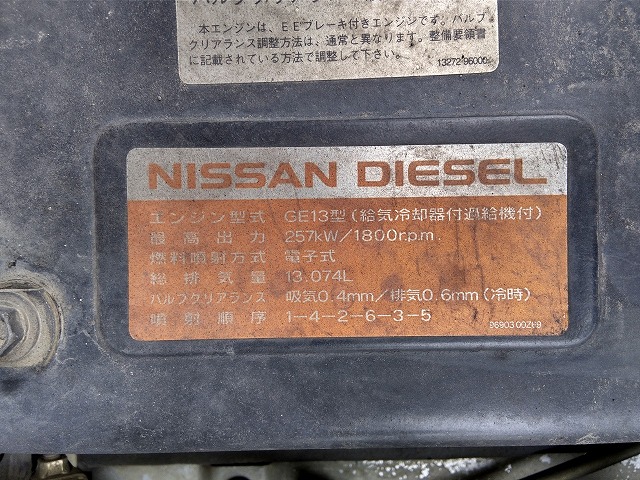 本エンジンは、EEブレーキ付きエンジンです。バルブ
クリアランス調整方法は、通常と異なります。整備要領書
に記載されている方法で調整して下さい。
13272-96000
NISSAN DIESEL
エンジン型式 GE13型(給気冷却器付過給機付)
最高出力 257kW/1800r.p.m.
燃料噴射方式 電子式
総排気量 13.074L
バルブクリアランス 吸気0.4mm/排気0.6mm(冷時)
噴射順序 1-4-2-6-3-5
96903 00Z69